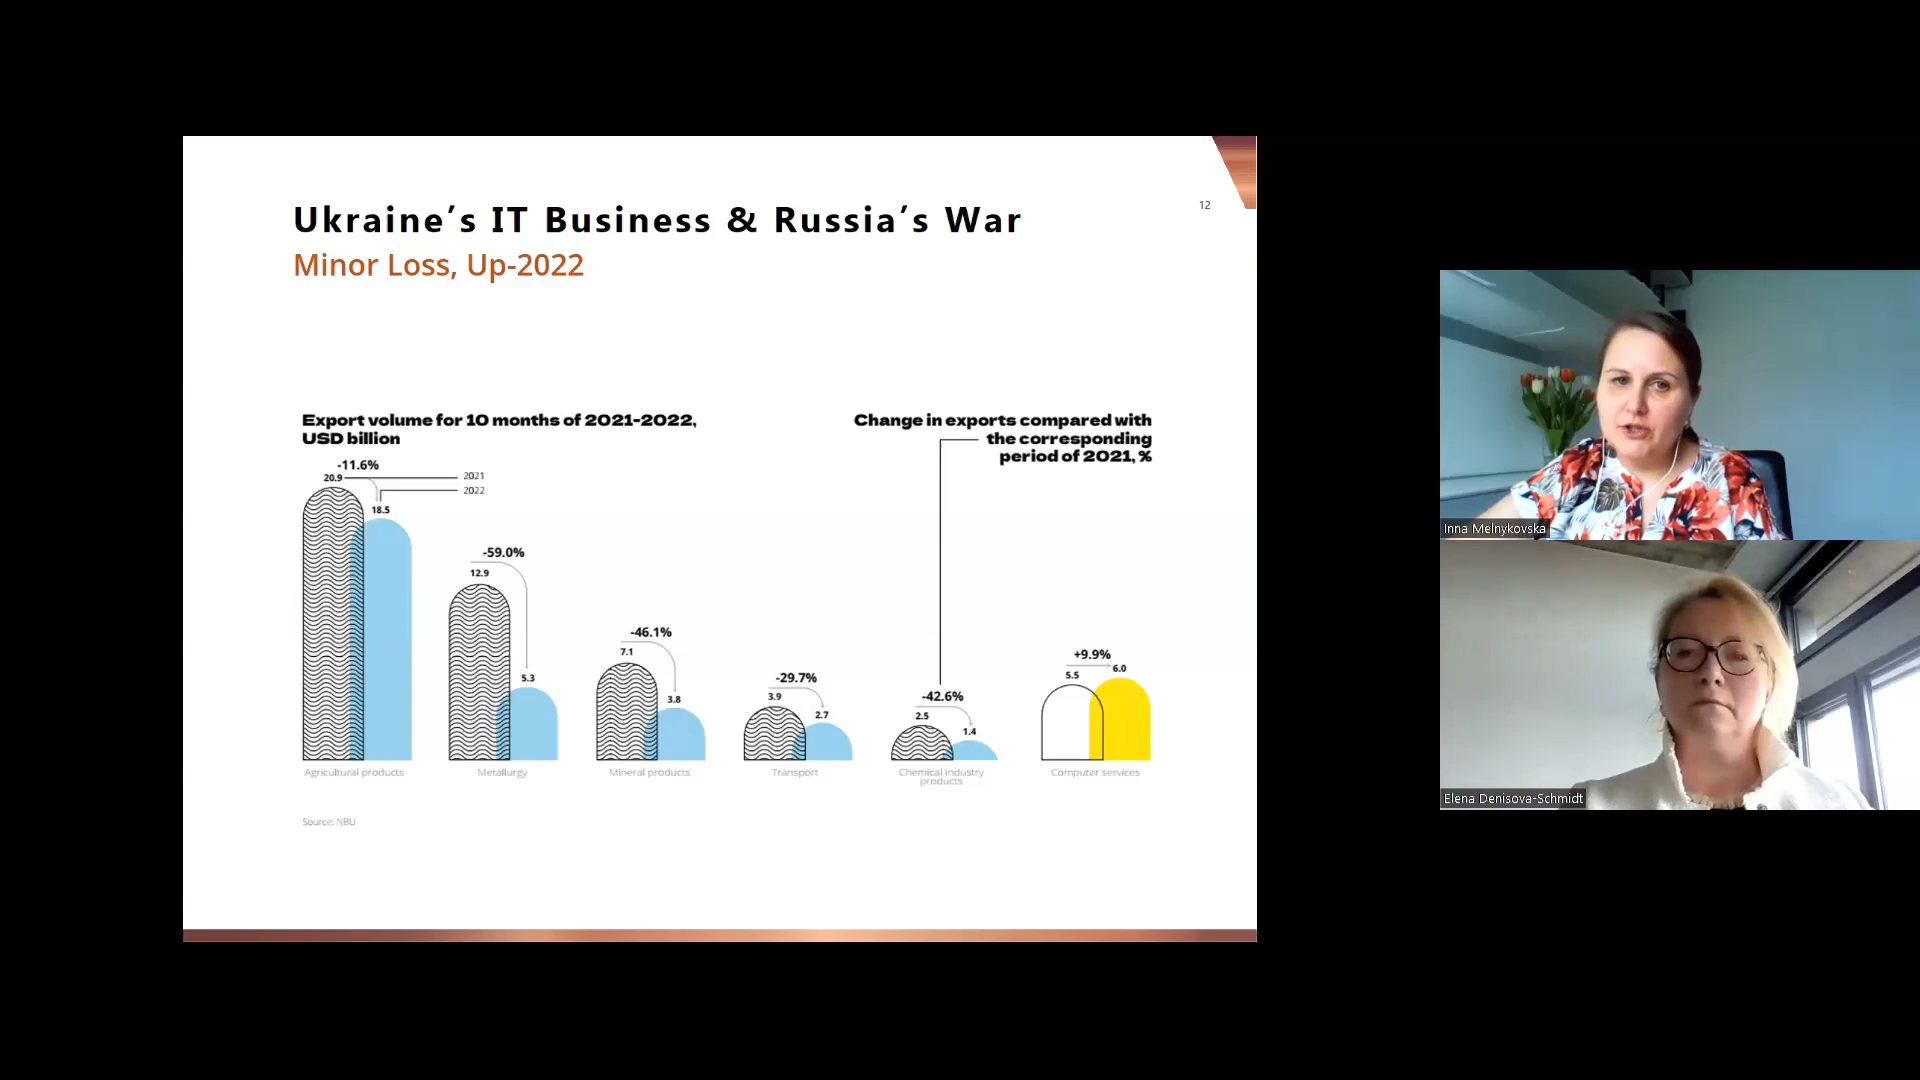 12
Ukraine’s IT Business & Russia’s War
Minor Loss, Up-2022
Export volume for 10 months of 2021-2022,
USD billion
Change in exports compared with
the corresponding
period of 2021, %
-11.6%
20.9
2021
2022
18.5
-59.0%
12.9
5.3
-46.1%
7.1
3.8
-29.7%
3.9
2.7
-42.6%
2.5
1.4
+9.9%
5.5
6.0
Agricultural products
Metallurgy
Mineral products
Transport
Chemical industry
products
Computer services
Source: NBU
Inna Melnykovska
Elena Denisova-Schmidt